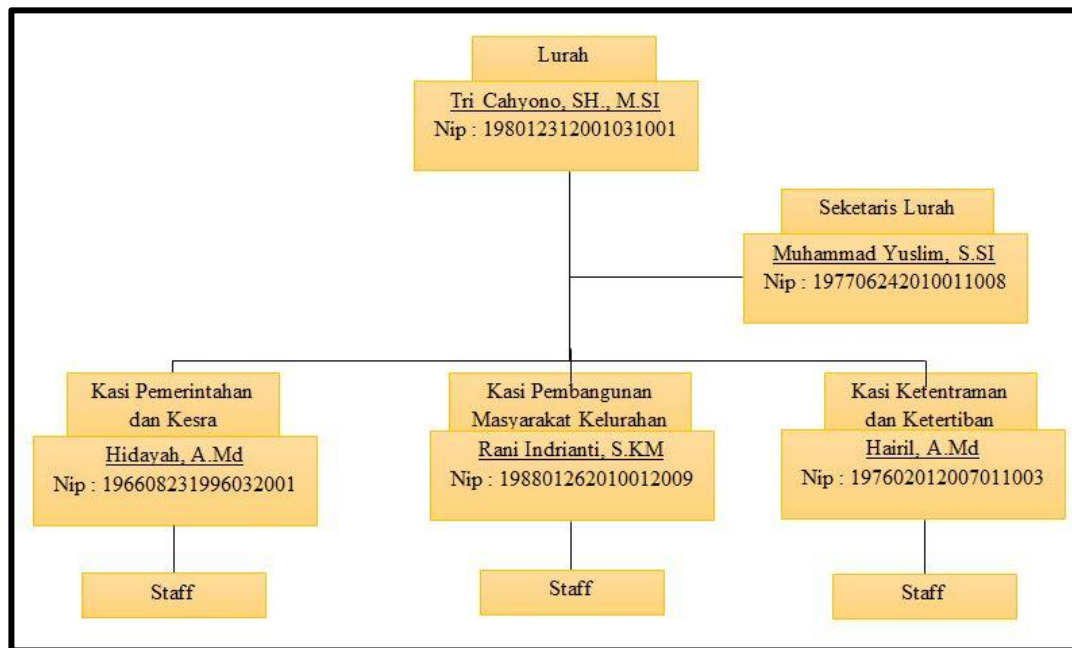 Lurah
Tri Cahyono, SH., M.SI
Nip : 198012312001031001
Seketaris Lurah
Muhammad Yuslim, S.SI
Nip : 197706242010011008
Kasi Pemerintahan
dan Kesra
Hidayah, A.Md
Nip : 196608231996032001
Staff
Kasi Pembangunan
Masyarakat Kelurahan
Rani Indrianti, S.KM
Nip : 198801262010012009
Staff
Kasi Ketentraman
dan Ketertiban
Hairil, A.Md
Nip : 197602012007011003
Staff